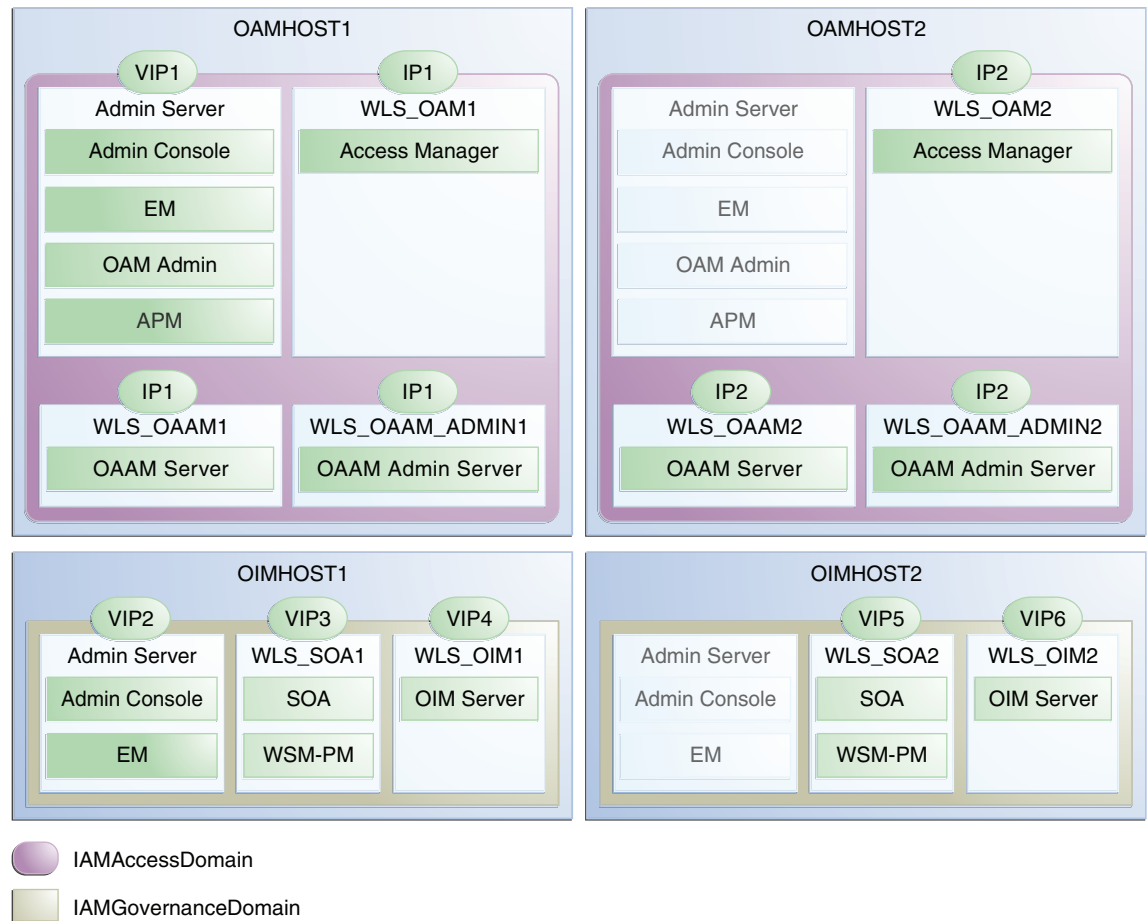 OAMHOST1
VIP1
IP1
Admin Server
WLS_OAM1
Admin Console
Access Manager
EM
OAM Admin
APM
IP1
IP1
WLS_OAAM1
WLS_OAAM_ADMIN1
OAAM Server
OAAM Admin Server
OAMHOST2
IP2
Admin Server
WLS_OAM2
Admin Console
Access Manager
EM
OAM Admin
APM
IP2
IP2
WLS_OAAM2
WLS_OAAM_ADMIN2
OAAM Server
OAAM Admin Server
OIMHOST1
VIP2
VIP3
VIP4
Admin Server
WLS_SOA1
WLS_OIM1
Admin Console
SOA
OIM Server
EM
WSM-PM
OIMHOST2
VIP5
VIP6
Admin Server
WLS_SOA2
WLS_OIM2
Admin Console
SOA
OIM Server
EM
WSM-PM
IAMAccessDomain
IAMGovernanceDomain